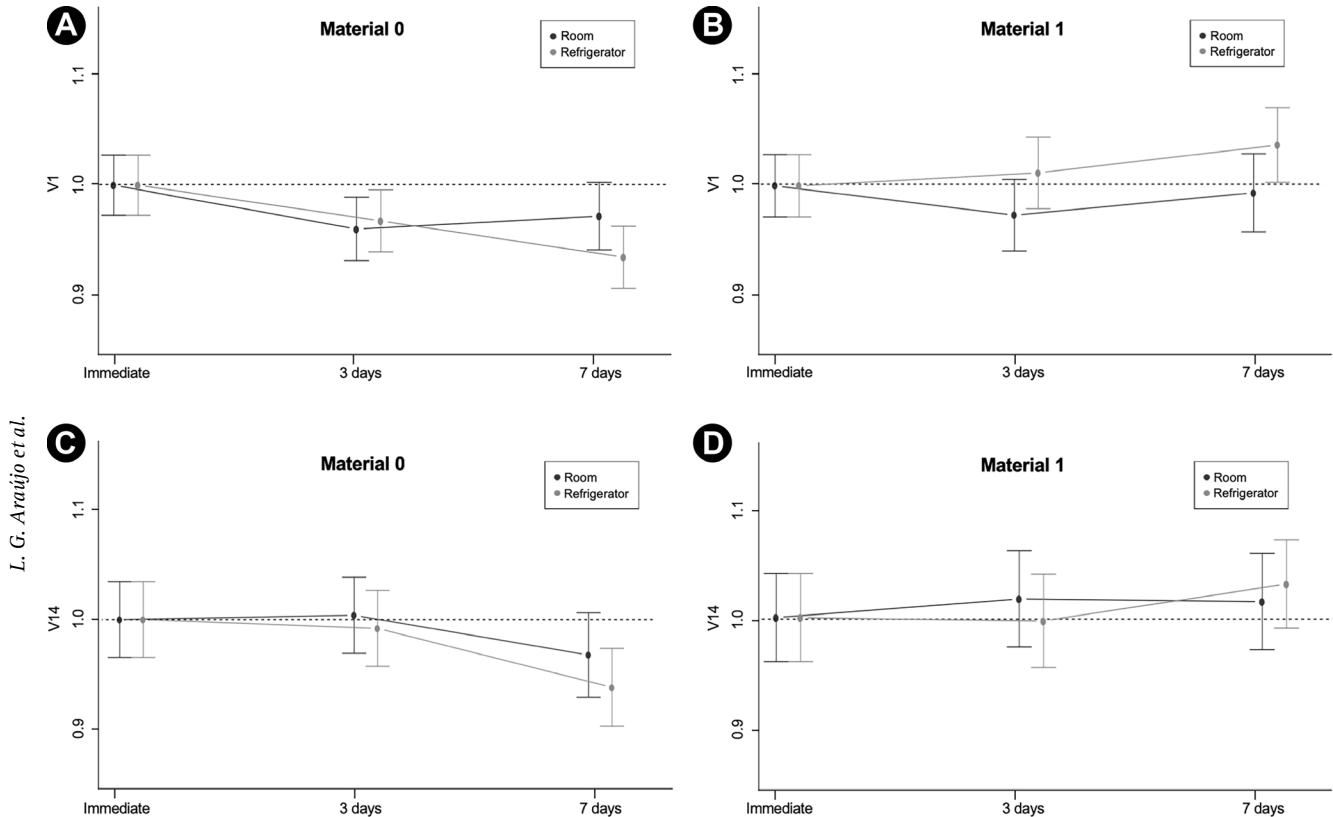 A
Material 0
Room
Refrigerator
V1
1.1
1.0
0.9
Immediate
3 days
7 days
B
Material 1
Room
Refrigerator
V1
1.1
1.0
0.9
Immediate
3 days
7 days
L. G. Araújo et al.
C
Material 0
Room
Refrigerator
V14
1.1
1.0
0.9
Immediate
3 days
7 days
D
Material 1
Room
Refrigerator
V14
1.1
1.0
0.9
Immediate
3 days
7 days